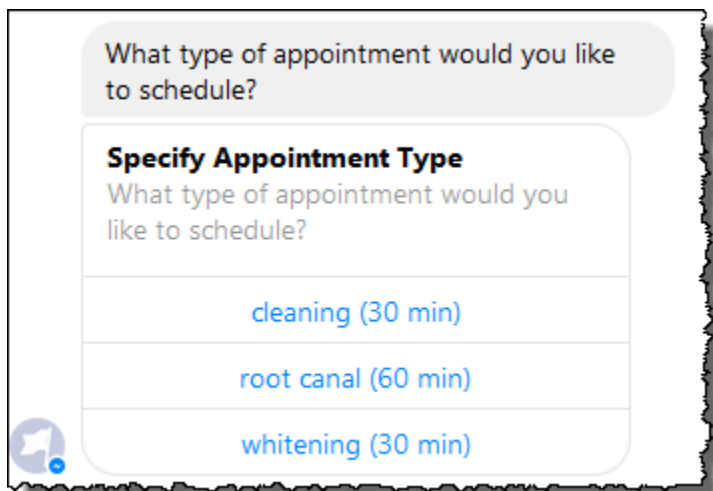 What type of appointment would you like
to schedule?
Specify Appointment Type
What type of appointment would you
like to schedule?
cleaning (30 min)
root canal (60 min)
whitening (30 min)